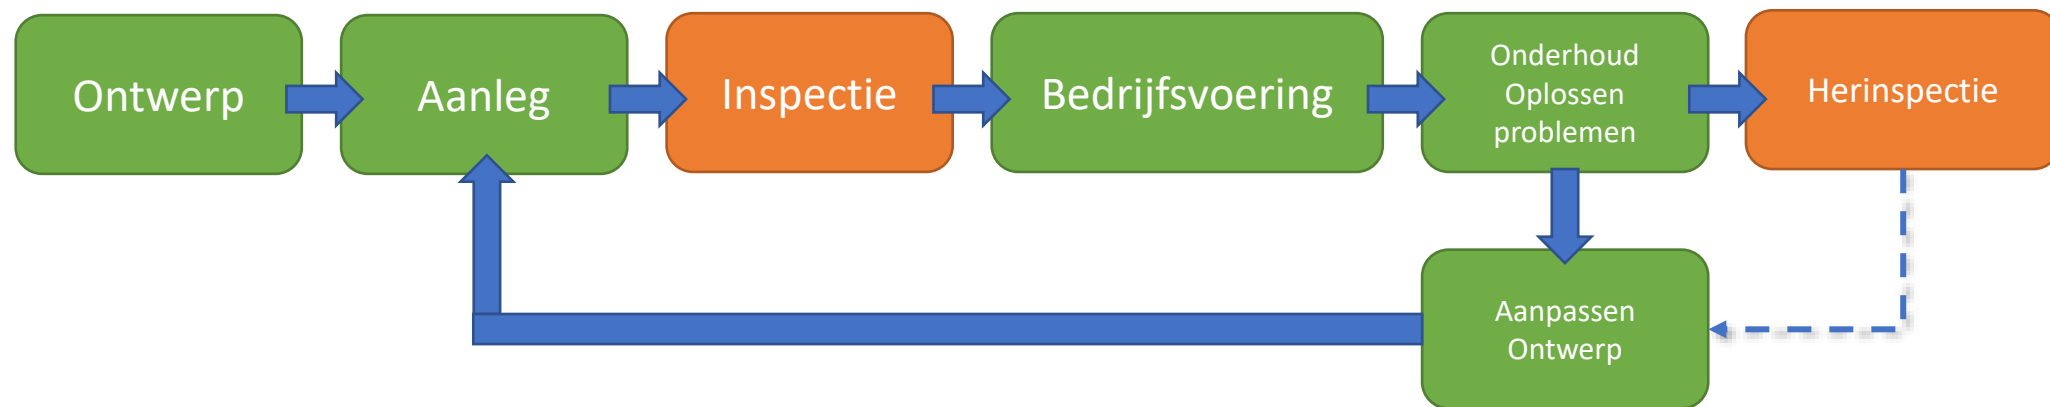 Ontwerp
Aanleg
Inspectie
Bedrijfsvoering
Onderhoud
Oplossen
problemen
Herinspectie
Aanpassen
Ontwerp